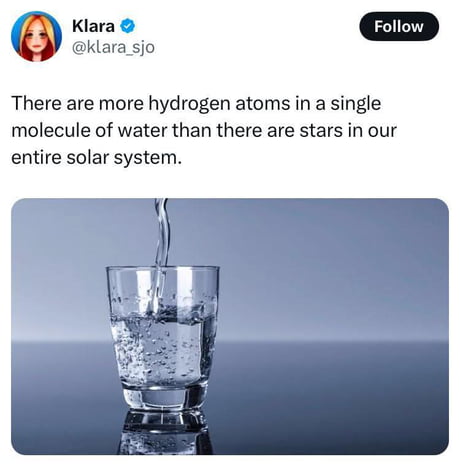 Klara
Follow
@klara_sjo
There are more hydrogen atoms in a single
molecule of water than there are stars in our
entire solar system.